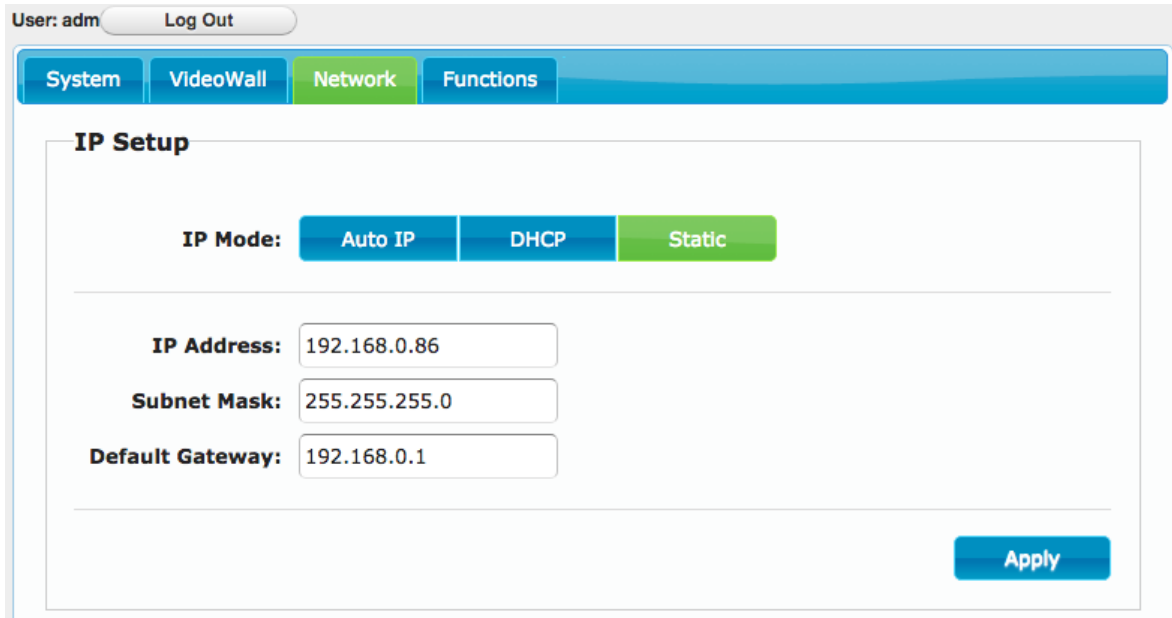 User: adm Log Out
System VideoWall Network Functions
IP Setup
IP Mode: Auto IP DHCP Static
IP Address: 192.168.0.86
Subnet Mask: 255.255.255.0
Default Gateway: 192.168.0.1
Apply